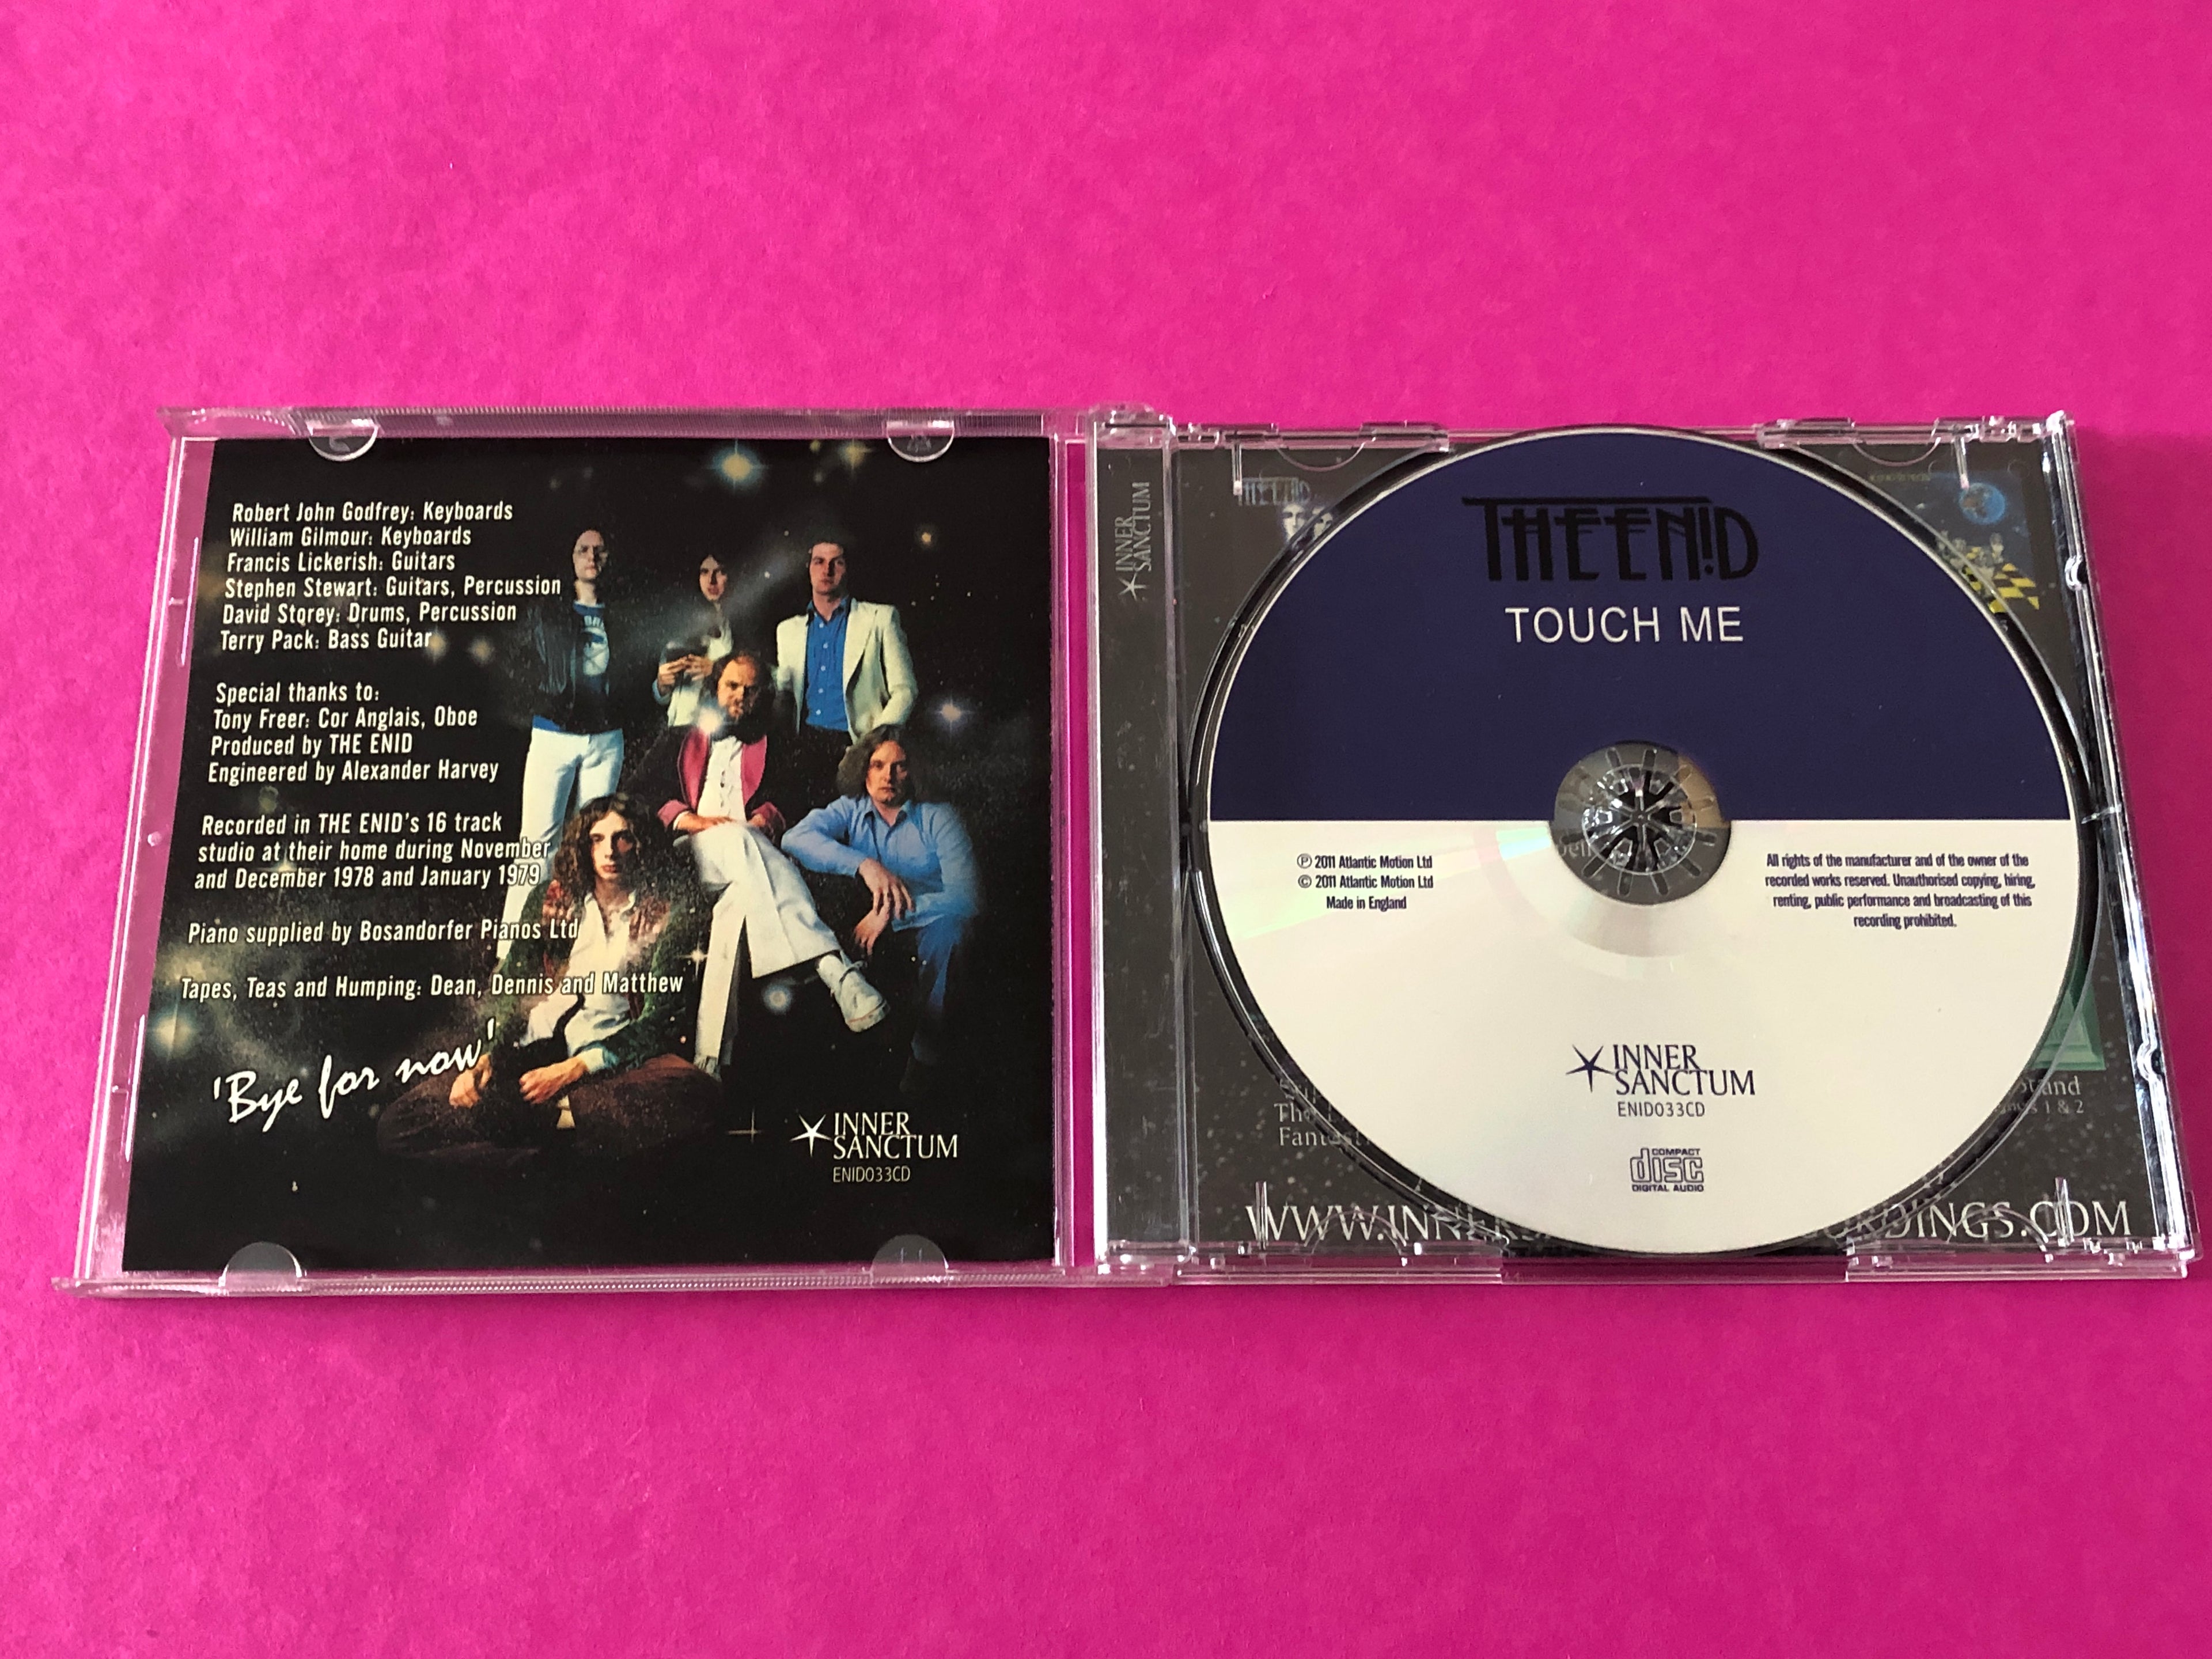 Robert John Godfrey: Keyboards
William Gilmour: Keyboards
Francis Lickerish: Guitars
Stephen Stewart: Guitars, Percussion
David Storey: Drums, Percussion
Terry Pack: Bass Guitar
Special thanks to:
Tony Freer: Cor Anglais, Oboe
Produced by THE ENID
Engineered by Alexander Harvey
Recorded in THE ENID's 16 track
studio at their home during November
and December 1978 and January 1979
Piano supplied by Bosandorfer Pianos Ltd
Tapes, Teas and Humping: Dean, Dennis and Matthew
'Bye for now'
INNER
SANCTUM
ENID033CD
INNER
SANCTUM
THE EN!D
TOUCH ME
℗ 2011 Atlantic Motion Ltd
© 2011 Atlantic Motion Ltd
Made in England
All rights of the manufacturer and of the owner of the
recorded works reserved. Unauthorised copying, hiring,
renting, public performance and broadcasting of this
recording prohibited.
INNER
SANCTUM
ENID033CD
COMPACT
disc
DIGITAL AUDIO
and
1 & 2